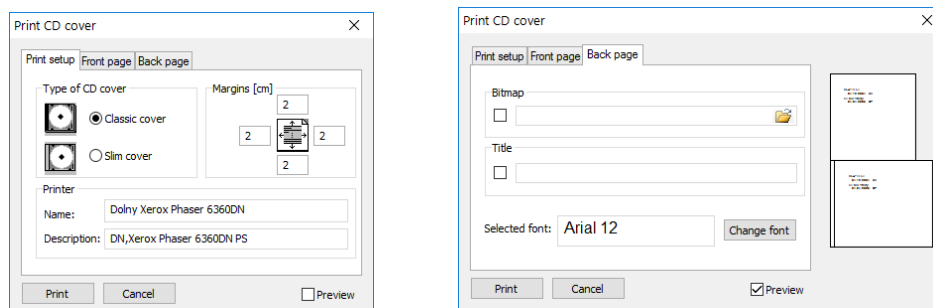 Print CD cover
Print setup Front page Back page
Type of CD cover
Classic cover
Slim cover
Margins [cm]
2
2 2
2
Printer
Name: Dolny Xerox Phaser 6360DN
Description: DN,Xerox Phaser 6360DN PS
Print Cancel Preview
Print CD cover
Print setup Front page Back page
Bitmap
Title
Selected font: Arial 12 Change font
Print Cancel Preview